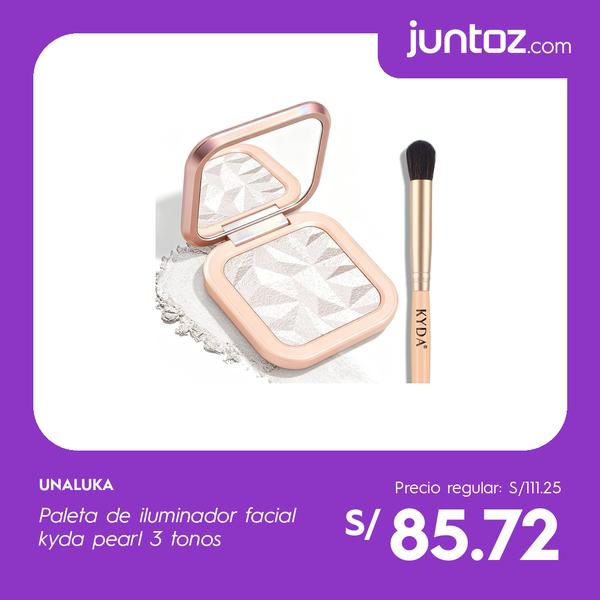 juntoz.com
KYDA®
UNALUKA
Paleta de iluminador facial
kyda pearl 3 tonos
Precio regular: S/111.25
S/85.72